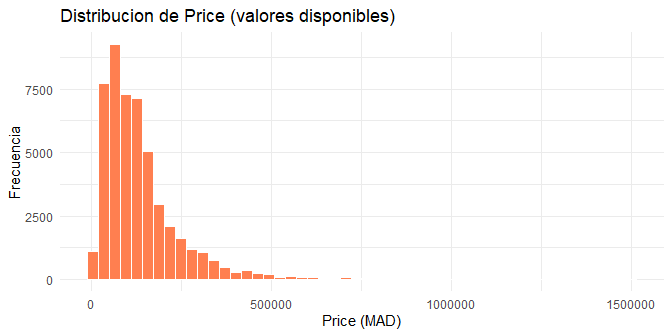 Distribucion de Price (valores disponibles)
Frecuencia
7500
5000
2500
0
0
500000
1000000
1500000
Price (MAD)